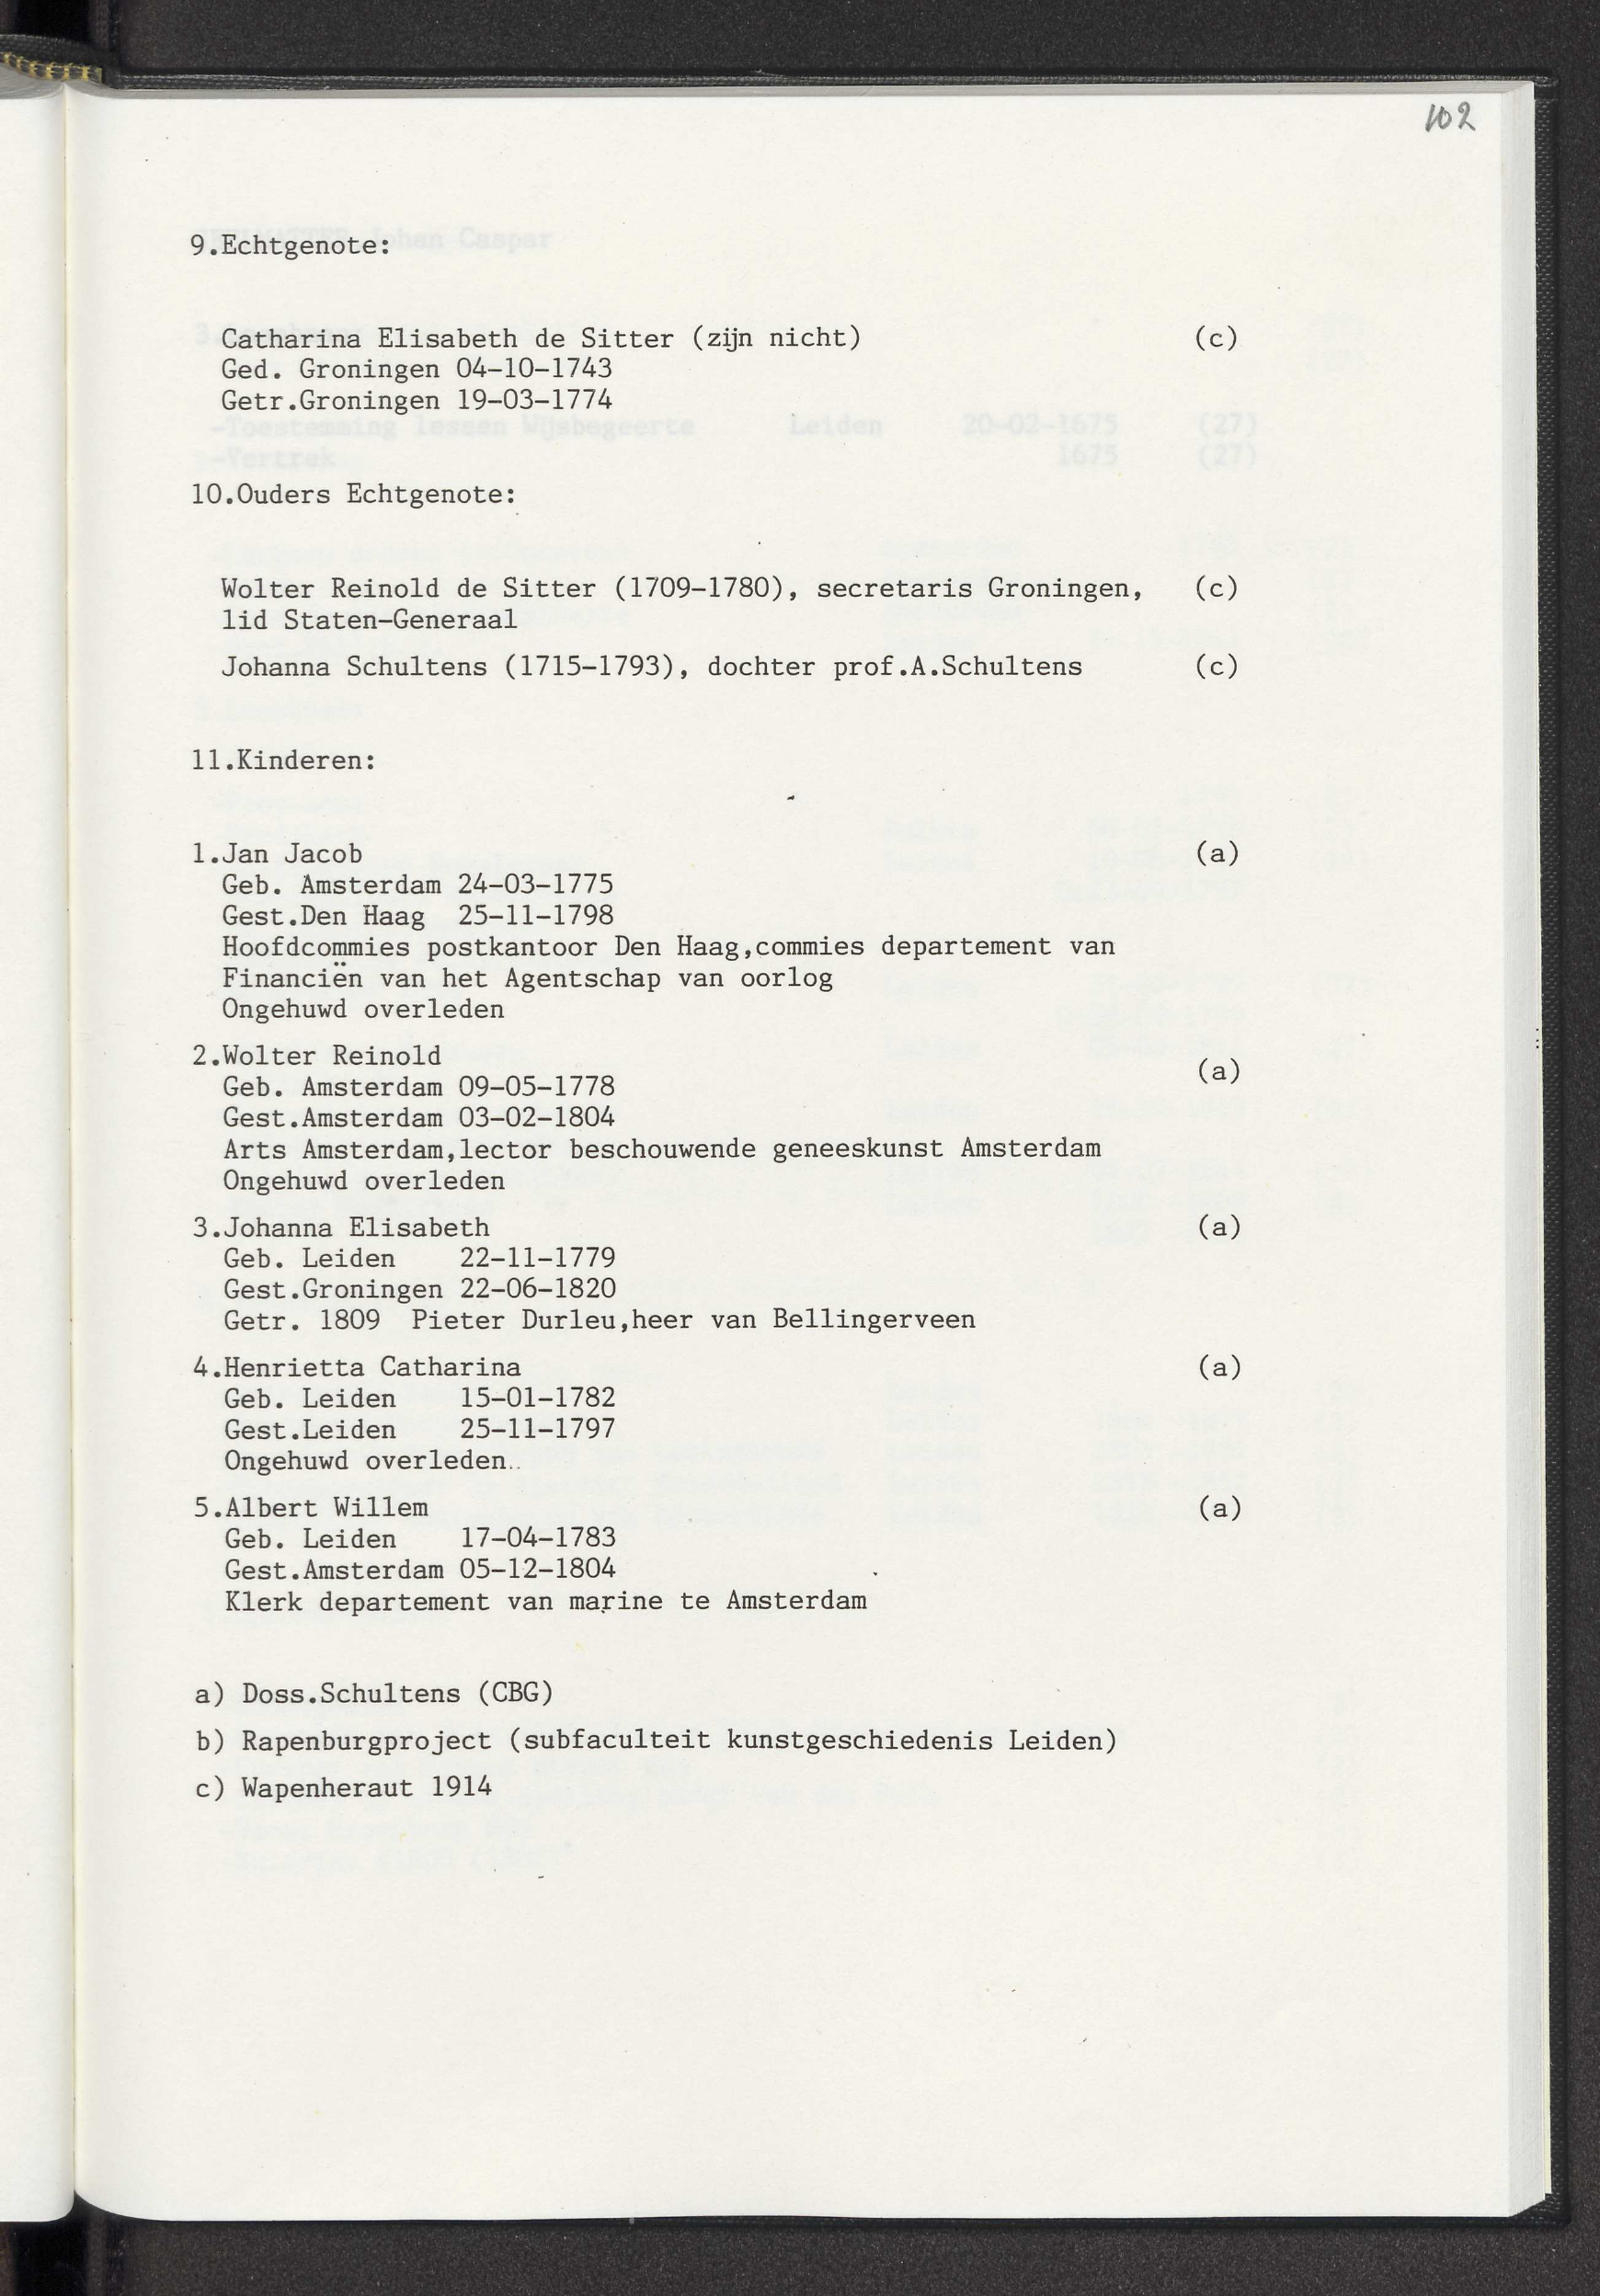 102
9.Echtgenote:
Catharina Elisabeth de Sitter (zijn nicht) (c)
Ged. Groningen 04-10-1743
Getr.Groningen 19-03-1774
10.Ouders Echtgenote:
Wolter Reinold de Sitter (1709-1780), secretaris Groningen, (c)
lid Staten-Generaal
Johanna Schultens (1715-1793), dochter prof.A.Schultens (c)
11.Kinderen:
1.Jan Jacob (a)
Geb. Amsterdam 24-03-1775
Gest.Den Haag 25-11-1798
Hoofdcommies postkantoor Den Haag,commies departement van
Financiën van het Agentschap van oorlog
Ongehuwd overleden
2.Wolter Reinold (a)
Geb. Amsterdam 09-05-1778
Gest.Amsterdam 03-02-1804
Arts Amsterdam,lector beschouwende geneeskunst Amsterdam
Ongehuwd overleden
3.Johanna Elisabeth (a)
Geb. Leiden 22-11-1779
Gest.Groningen 22-06-1820
Getr. 1809 Pieter Durleu,heer van Bellingerveen
4.Henrietta Catharina (a)
Geb. Leiden 15-01-1782
Gest.Leiden 25-11-1797
Ongehuwd overleden.
5.Albert Willem (a)
Geb. Leiden 17-04-1783
Gest.Amsterdam 05-12-1804
Klerk departement van marine te Amsterdam
a) Doss.Schultens (CBG)
b) Rapenburgproject (subfaculteit kunstgeschiedenis Leiden)
c) Wapenheraut 1914